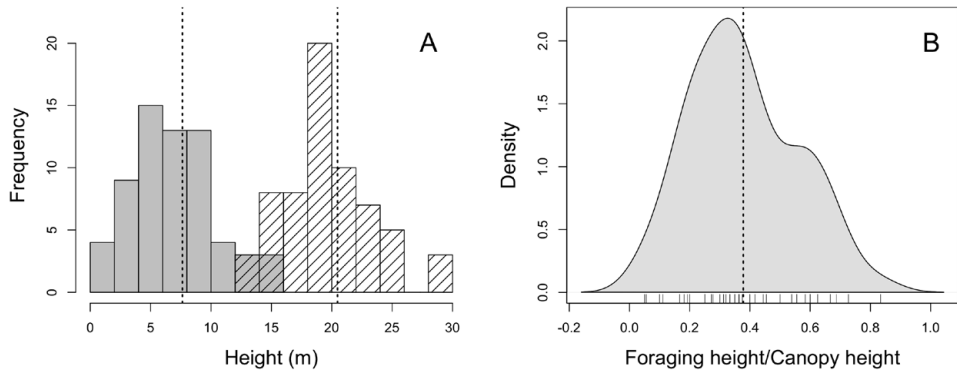 A
Frequency
20
15
10
5
0
0 5 10 15 20 25 30
Height (m)
B
Density
2.0
1.5
1.0
0.5
0.0
-0.2 0.0 0.2 0.4 0.6 0.8 1.0
Foraging height/Canopy height